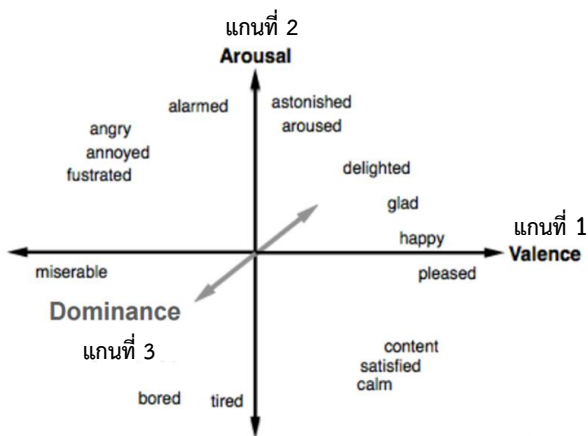 แกนที่ 2
Arousal
alarmed
astonished
aroused
angry
annoyed
fustrated
delighted
glad
happy
แกนที่ 1
Valence
miserable
pleased
Dominance
แกนที่ 3
content
satisfied
calm
bored
tired